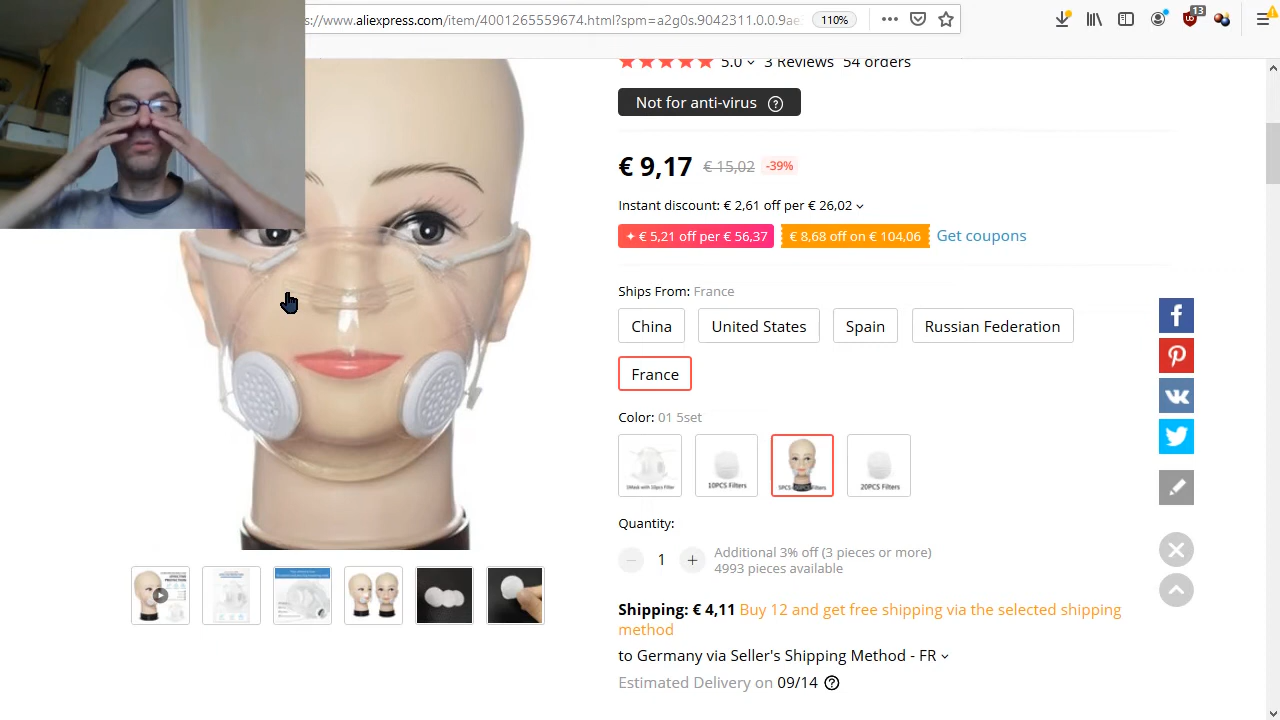 s://www.aliexpress.com/item/4001265559674.html?spm=a2g0s.9042311.0.0.9ae
110%
13
5.0 3 Reviews 54 orders
Not for anti-virus ?
€ 9,17 € 15,02 -39%
Instant discount: € 2,61 off per € 26,02
€ 5,21 off per € 56,37 € 8,68 off on € 104,06 Get coupons
Ships From: France
China United States Spain Russian Federation
France
Color: 01 5set
1Mask with 10pcs Filter 10PCS Filters 20PCS Filters
Quantity:
1 Additional 3% off (3 pieces or more)
4993 pieces available
Shipping: € 4,11 Buy 12 and get free shipping via the selected shipping
method
to Germany via Seller's Shipping Method - FR
Estimated Delivery on 09/14 ?